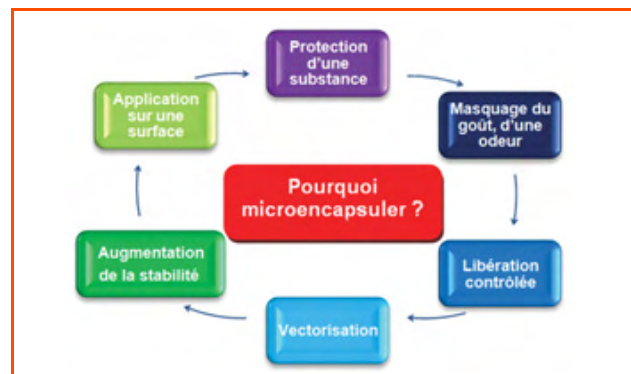 Protection
d'une
substance
Masquage du
goût, d'une
odeur
Libération
contrôlée
Vectorisation
Augmentation
de la stabilité
Application
sur une
surface
Pourquoi
microencapsuler ?